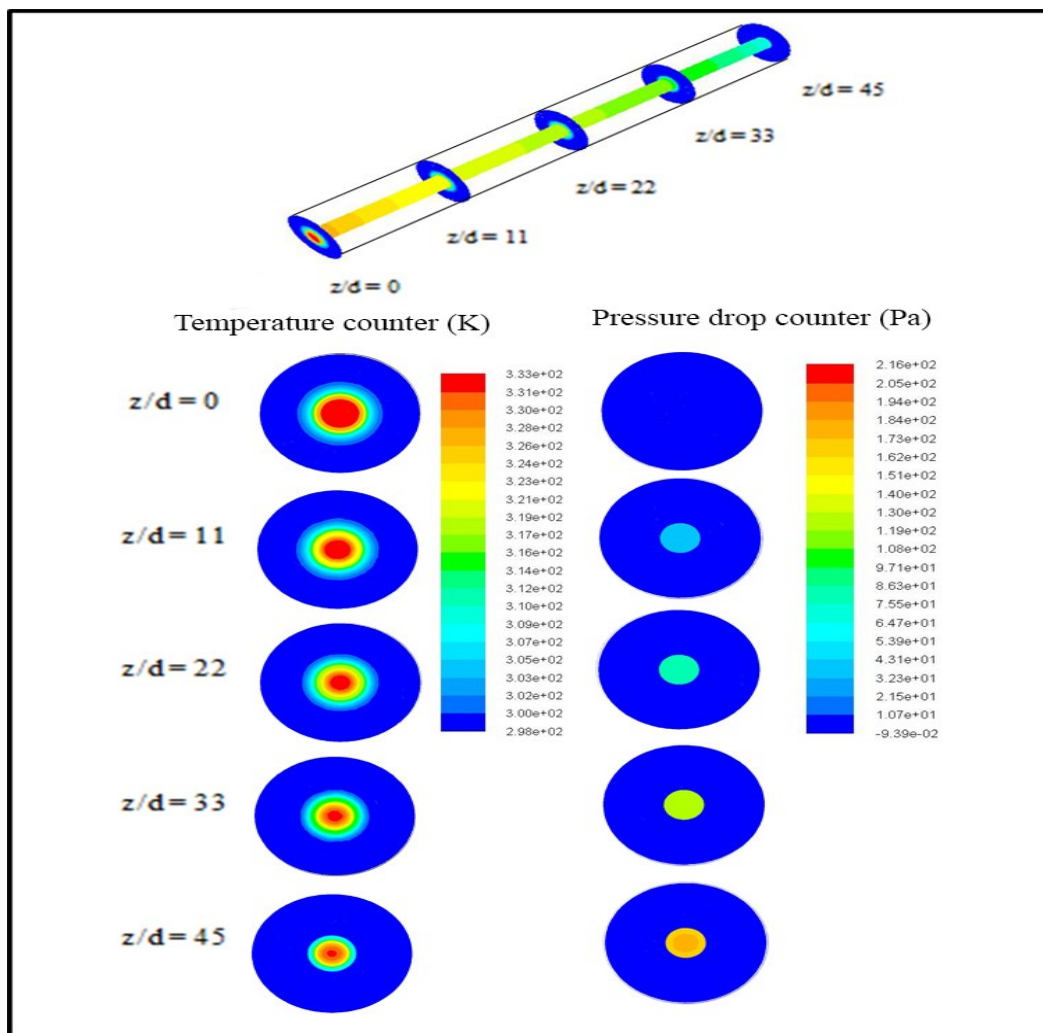 z/d = 45
z/d = 33
z/d = 22
z/d = 11
z/d = 0
Temperature counter (K)
Pressure drop counter (Pa)
z/d = 0
z/d = 11
z/d = 22
z/d = 33
z/d = 45
3.33e+02
3.31e+02
3.30e+02
3.28e+02
3.26e+02
3.24e+02
3.23e+02
3.21e+02
3.19e+02
3.17e+02
3.16e+02
3.14e+02
3.12e+02
3.10e+02
3.09e+02
3.07e+02
3.05e+02
3.03e+02
3.02e+02
3.00e+02
2.98e+02
2.16e+02
2.05e+02
1.94e+02
1.84e+02
1.73e+02
1.62e+02
1.51e+02
1.40e+02
1.30e+02
1.19e+02
1.08e+02
9.71e+01
8.63e+01
7.55e+01
6.47e+01
5.39e+01
4.31e+01
3.23e+01
2.15e+01
1.07e+01
-9.39e-02